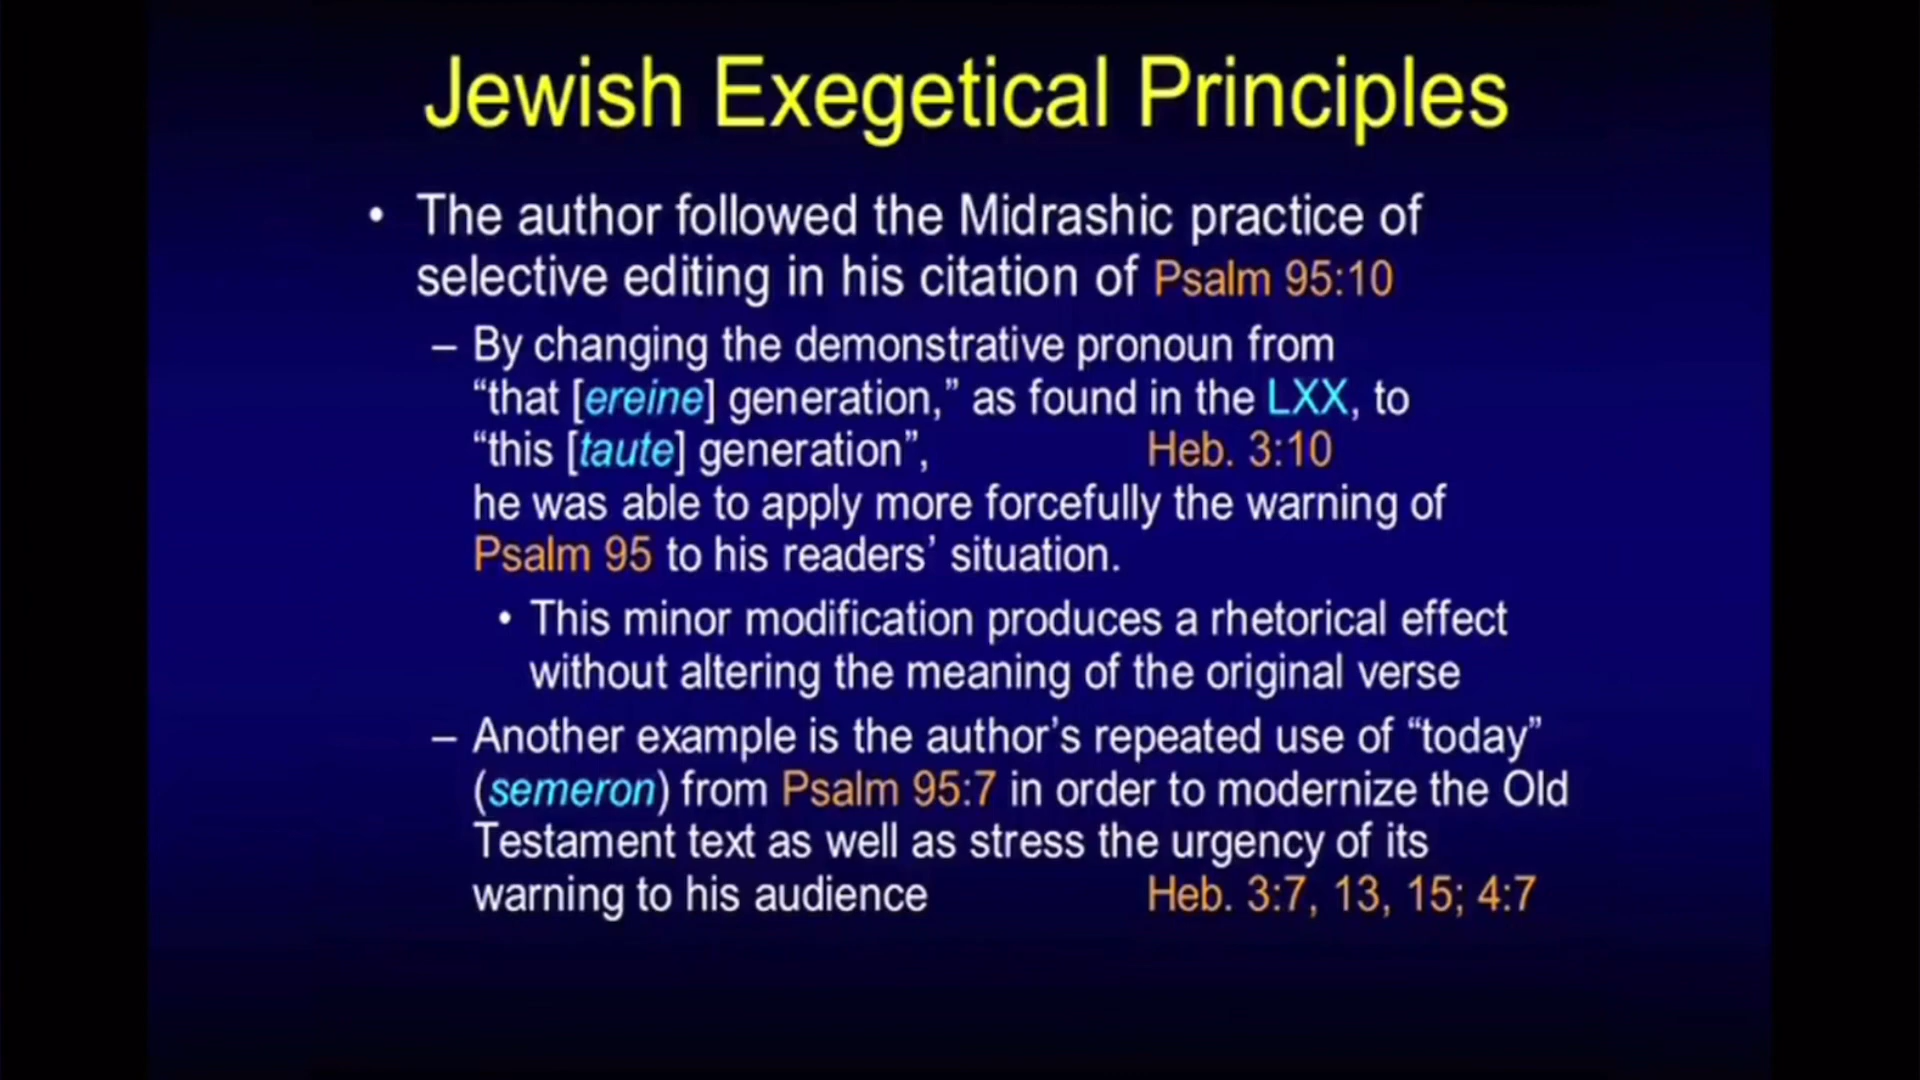 Jewish Exegetical Principles
• The author followed the Midrashic practice of
selective editing in his citation of Psalm 95:10
– By changing the demonstrative pronoun from
“that [ereine] generation,” as found in the LXX, to
“this [taute] generation”, Heb. 3:10
he was able to apply more forcefully the warning of
Psalm 95 to his readers’ situation.
• This minor modification produces a rhetorical effect
without altering the meaning of the original verse
– Another example is the author’s repeated use of “today”
(semeron) from Psalm 95:7 in order to modernize the Old
Testament text as well as stress the urgency of its
warning to his audience Heb. 3:7, 13, 15; 4:7